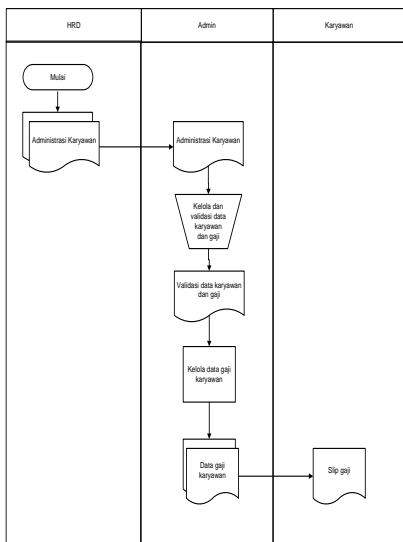 HRD
Admin
Karyawan
Mulai
Administrasi Karyawan
Administrasi Karyawan
Kelola dan
validasi data
karyawan
dan gaji
Validasi data karyawan
dan gaji
Kelola data gaji
karyawan
Data gaji
karyawan
Slip gaji